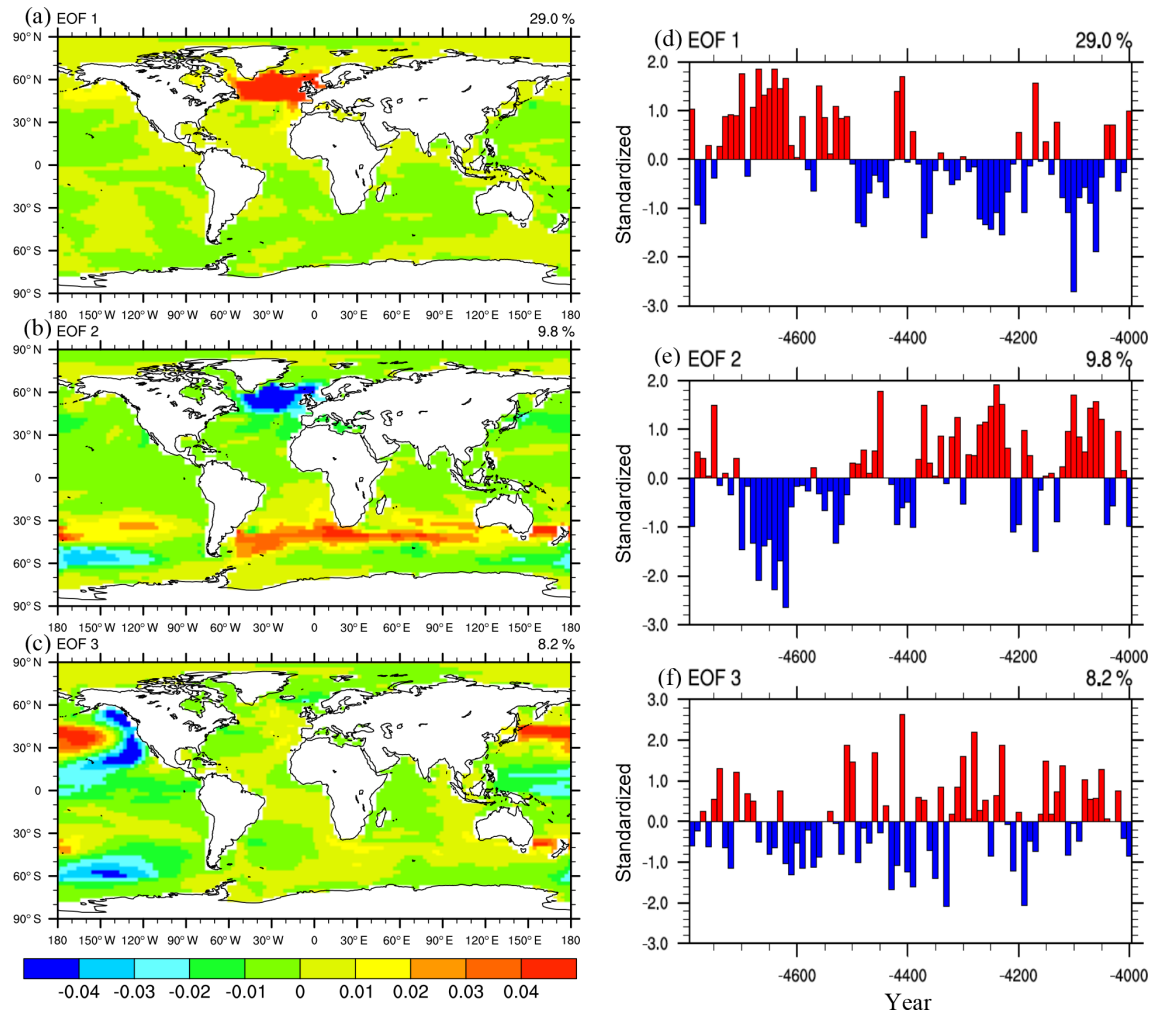 (a) EOF 1 29.0 %
90° N
60° N
30° N
0
30° S
60° S
90° S
180 150° W 120° W 90° W 60° W 30° W 0 30° E 60° E 90° E 120° E 150° E 180
(b) EOF 2 9.8 %
90° N
60° N
30° N
0
30° S
60° S
90° S
180 150° W 120° W 90° W 60° W 30° W 0 30° E 60° E 90° E 120° E 150° E 180
(c) EOF 3 8.2 %
90° N
60° N
30° N
0
30° S
60° S
90° S
180 150° W 120° W 90° W 60° W 30° W 0 30° E 60° E 90° E 120° E 150° E 180
-0.04 -0.03 -0.02 -0.01 0 0.01 0.02 0.03 0.04
(d) EOF 1 29.0 %
2.0
1.0
0.0
-1.0
-2.0
-3.0
Standardized
-4600 -4400 -4200 -4000
(e) EOF 2 9.8 %
2.0
1.0
0.0
-1.0
-2.0
-3.0
Standardized
-4600 -4400 -4200 -4000
(f) EOF 3 8.2 %
3.0
2.0
1.0
0.0
-1.0
-2.0
-3.0
Standardized
-4600 -4400 -4200 -4000
Year